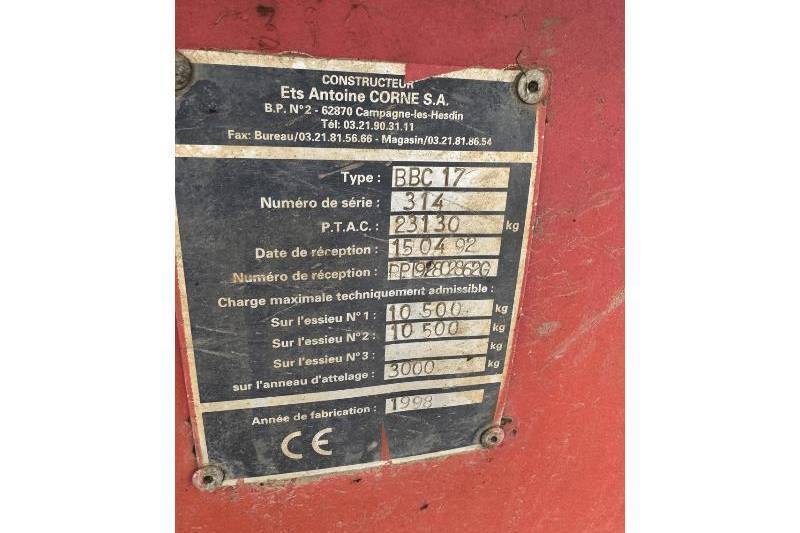 CONSTRUCTEUR
Ets Antoine CORNE S.A.
B.P. N°2 - 62870 Campagne-les-Hesdin
Tél: 03.21.90.31.11
Fax: Bureau/03.21.81.56.66 - Magasin/03.21.81.86.54
Type : BBC 17
Numéro de série : 314
P.T.A.C. : 23130 kg
Date de réception : 15 04 92
Numéro de réception : PPI92802862G
Charge maximale techniquement admissible :
Sur l'essieu N° 1 : 10 500 kg
Sur l'essieu N° 2 : 10 500 kg
Sur l'essieu N° 3 : kg
sur l'anneau d'attelage : 3000 kg
Année de fabrication : 1998
CE